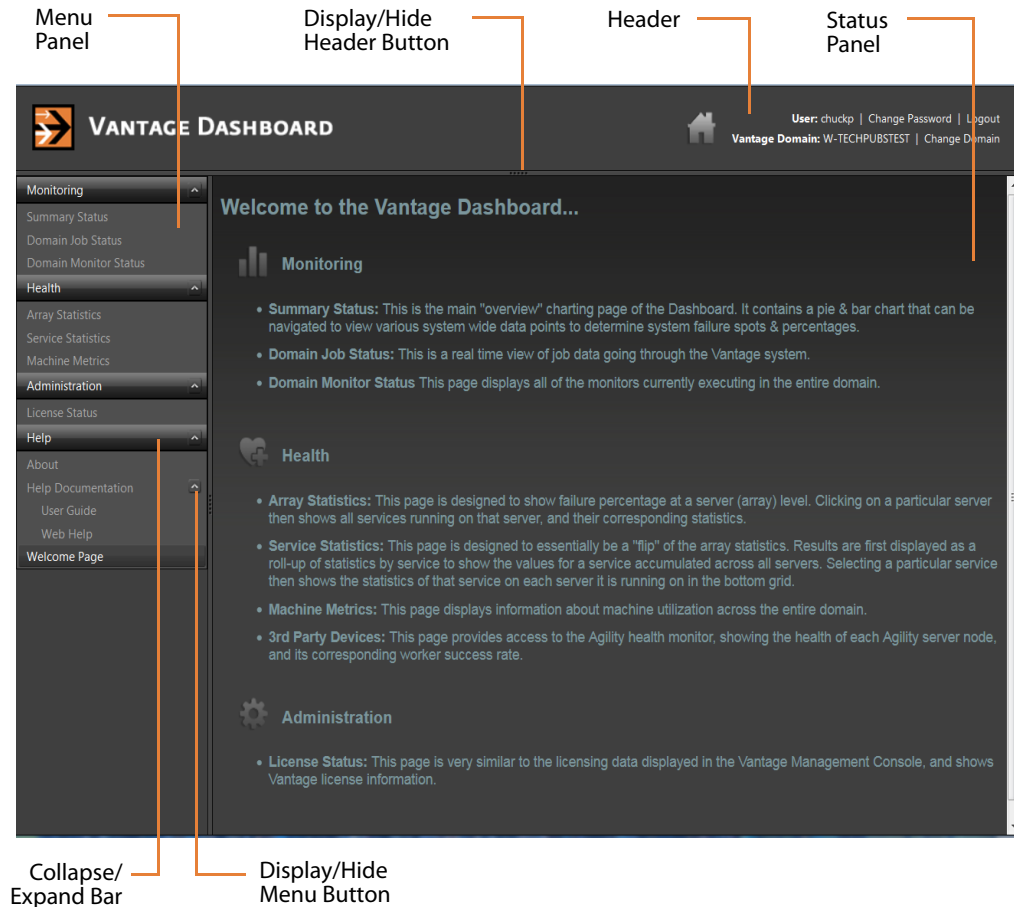 Menu
Panel
Display/Hide
Header Button
Header
Status
Panel
VANTAGE DASHBOARD
User: chuckp | Change Password | Logout
Vantage Domain: W-TECHPUBSTEST | Change Domain
Monitoring
Summary Status
Domain Job Status
Domain Monitor Status
Health
Array Statistics
Service Statistics
Machine Metrics
Administration
License Status
Help
About
Help Documentation
User Guide
Web Help
Welcome Page
Welcome to the Vantage Dashboard...
Monitoring
• Summary Status: This is the main "overview" charting page of the Dashboard. It contains a pie & bar chart that can be
navigated to view various system wide data points to determine system failure spots & percentages.
• Domain Job Status: This is a real time view of job data going through the Vantage system.
• Domain Monitor Status This page displays all of the monitors currently executing in the entire domain.
Health
• Array Statistics: This page is designed to show failure percentage at a server (array) level. Clicking on a particular server
then shows all services running on that server, and their corresponding statistics.
• Service Statistics: This page is designed to essentially be a "flip" of the array statistics. Results are first displayed as a
roll-up of statistics by service to show the values for a service accumulated across all servers. Selecting a particular service
then shows the statistics of that service on each server it is running on in the bottom grid.
• Machine Metrics: This page displays information about machine utilization across the entire domain.
• 3rd Party Devices: This page provides access to the Agility health monitor, showing the health of each Agility server node,
and its corresponding worker success rate.
Administration
• License Status: This page is very similar to the licensing data displayed in the Vantage Management Console, and shows
Vantage license information.
Collapse/
Expand Bar
Display/Hide
Menu Button